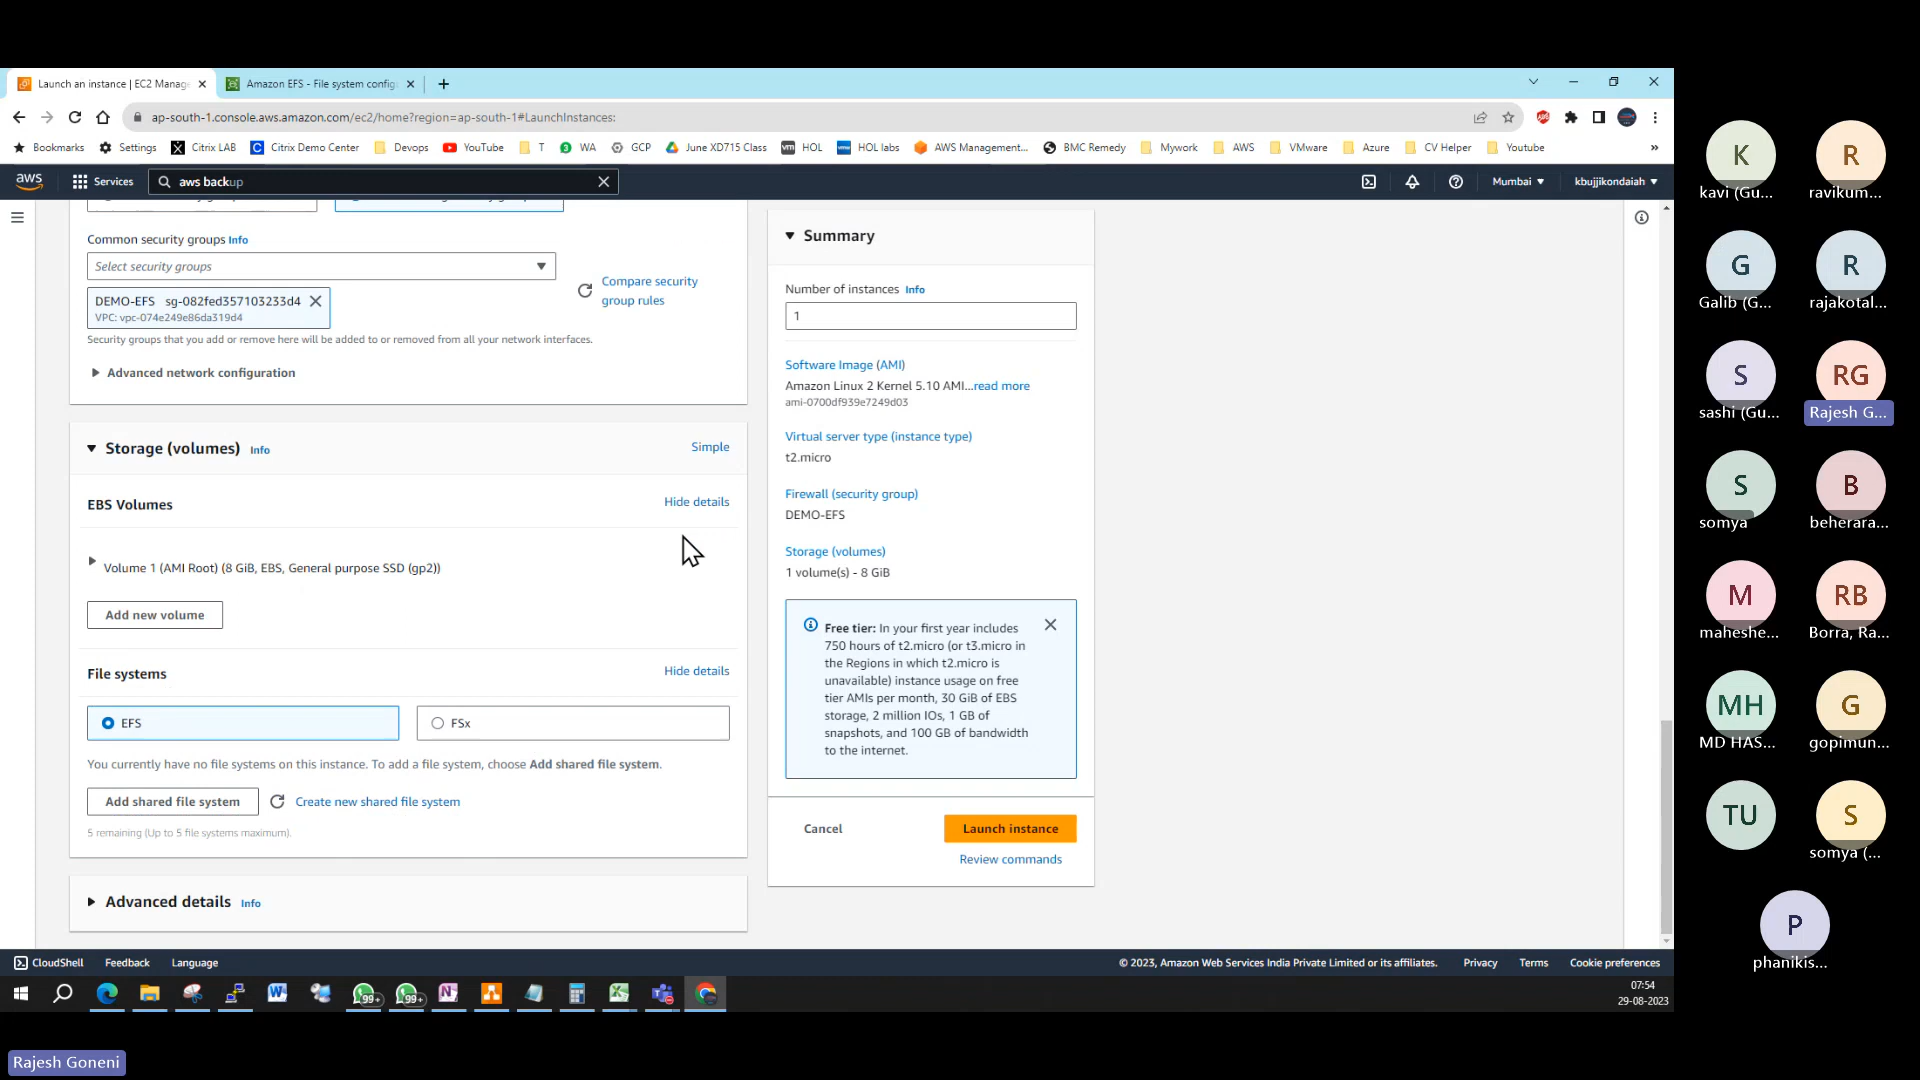 Launch an instance | EC2 Manage
Amazon EFS - File system config
ap-south-1.console.aws.amazon.com/ec2/home?region=ap-south-1#LaunchInstances:
Bookmarks Settings Citrix LAB Citrix Demo Center Devops YouTube T WA GCP June XD715 Class HOL HOL labs AWS Management... BMC Remedy Mywork AWS VMware Azure CV Helper Youtube »
aws Services aws backup Mumbai kbujjikondaiah
Common security groups Info
Select security groups
Compare security
group rules
DEMO-EFS sg-082fed357103233d4
VPC: vpc-074e249e86da319d4
Security groups that you add or remove here will be added to or removed from all your network interfaces.
Advanced network configuration
Storage (volumes) Info Simple
EBS Volumes Hide details
Volume 1 (AMI Root) (8 GiB, EBS, General purpose SSD (gp2))
Add new volume
File systems Hide details
EFS FSx
You currently have no file systems on this instance. To add a file system, choose Add shared file system.
Add shared file system Create new shared file system
5 remaining (Up to 5 file systems maximum).
Advanced details Info
Summary
Number of instances Info
1
Software Image (AMI)
Amazon Linux 2 Kernel 5.10 AMI...read more
ami-0700df939e7249d03
Virtual server type (instance type)
t2.micro
Firewall (security group)
DEMO-EFS
Storage (volumes)
1 volume(s) - 8 GiB
Free tier: In your first year includes
750 hours of t2.micro (or t3.micro in
the Regions in which t2.micro is
unavailable) instance usage on free
tier AMIs per month, 30 GiB of EBS
storage, 2 million IOs, 1 GB of
snapshots, and 100 GB of bandwidth
to the internet.
Cancel Launch instance
Review commands
CloudShell Feedback Language © 2023, Amazon Web Services India Private Limited or its affiliates. Privacy Terms Cookie preferences
99+ 99+
07:54
29-08-2023
K R
kavi (Gu... ravikum...
G R
Galib (G... rajakotal...
S RG
sashi (Gu... Rajesh G...
S B
somya beherara...
M RB
maheshe... Borra, Ra...
MH G
MD HAS... gopimun...
TU S
somya (...
P
phanikis...
Rajesh Goneni